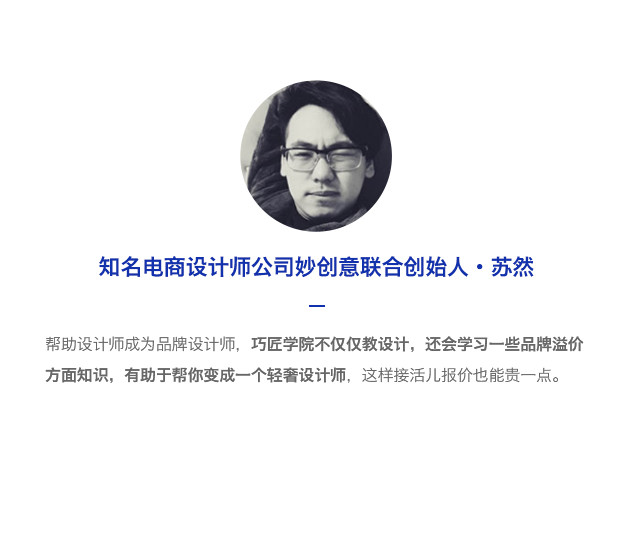 知名电商设计师公司妙创意联合创始人·苏然
帮助设计师成为品牌设计师，巧匠学院不仅仅教设计，还会学习一些品牌溢价
方面知识，有助于帮你变成一个轻奢设计师，这样接活儿报价也能贵一点。